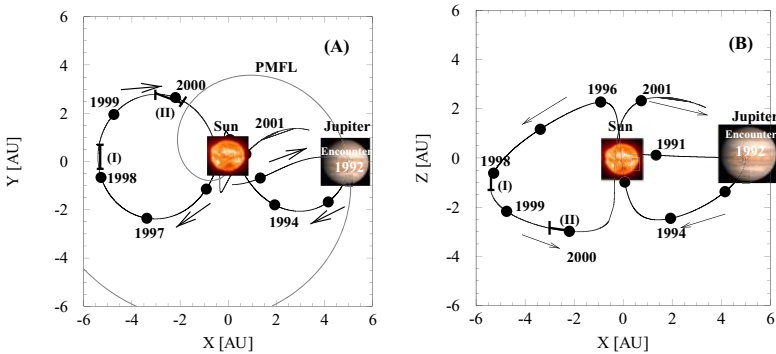 (A)
PMFL
1999
2000
(II)
Sun
2001
Jupiter
Encounter
1992
(I)
1998
1997
1994
Y [AU]
6
4
2
0
-2
-4
-6
-6
-4
-2
0
2
4
6
X [AU]
(B)
1996
2001
Sun
Jupiter
Encounter
1992
1991
1998
(I)
1999
(II)
2000
1994
Z [AU]
6
4
2
0
-2
-4
-6
-6
-4
-2
0
2
4
6
X [AU]